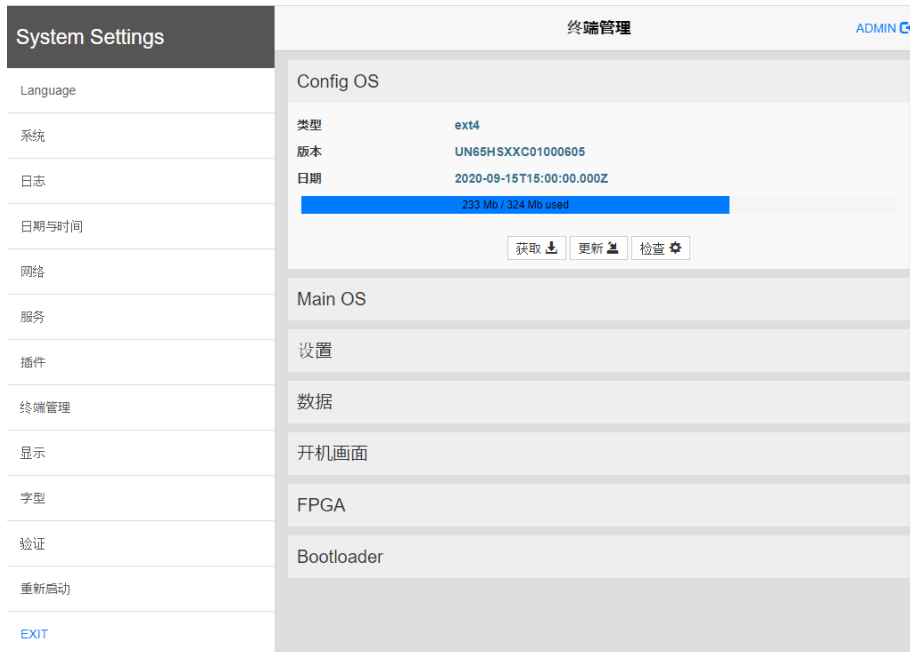 System Settings
Language
系统
日志
日期与时间
网络
服务
插件
终端管理
显示
字型
验证
重新启动
EXIT
终端管理
ADMIN
Config OS
类型 ext4
版本 UN65HSXXC01000605
日期 2020-09-15T15:00:00.000Z
233 Mb / 324 Mb used
获取 更新 检查
Main OS
设置
数据
开机画面
FPGA
Bootloader